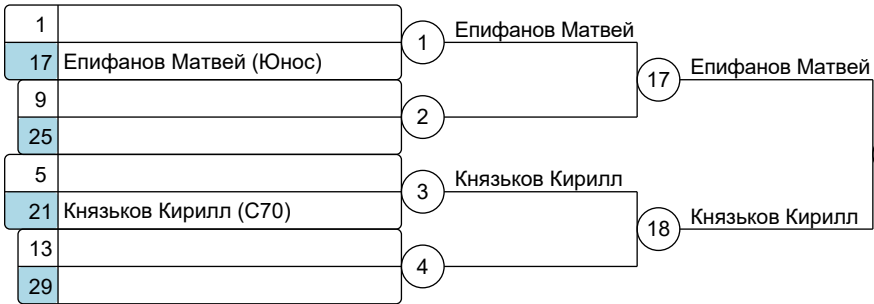 1
1 Епифанов Матвей
17 Епифанов Матвей (Юнос)
17 Епифанов Матвей
9
2
25
5
3 Князьков Кирилл
21 Князьков Кирилл (С70)
18 Князьков Кирилл
13
4
29